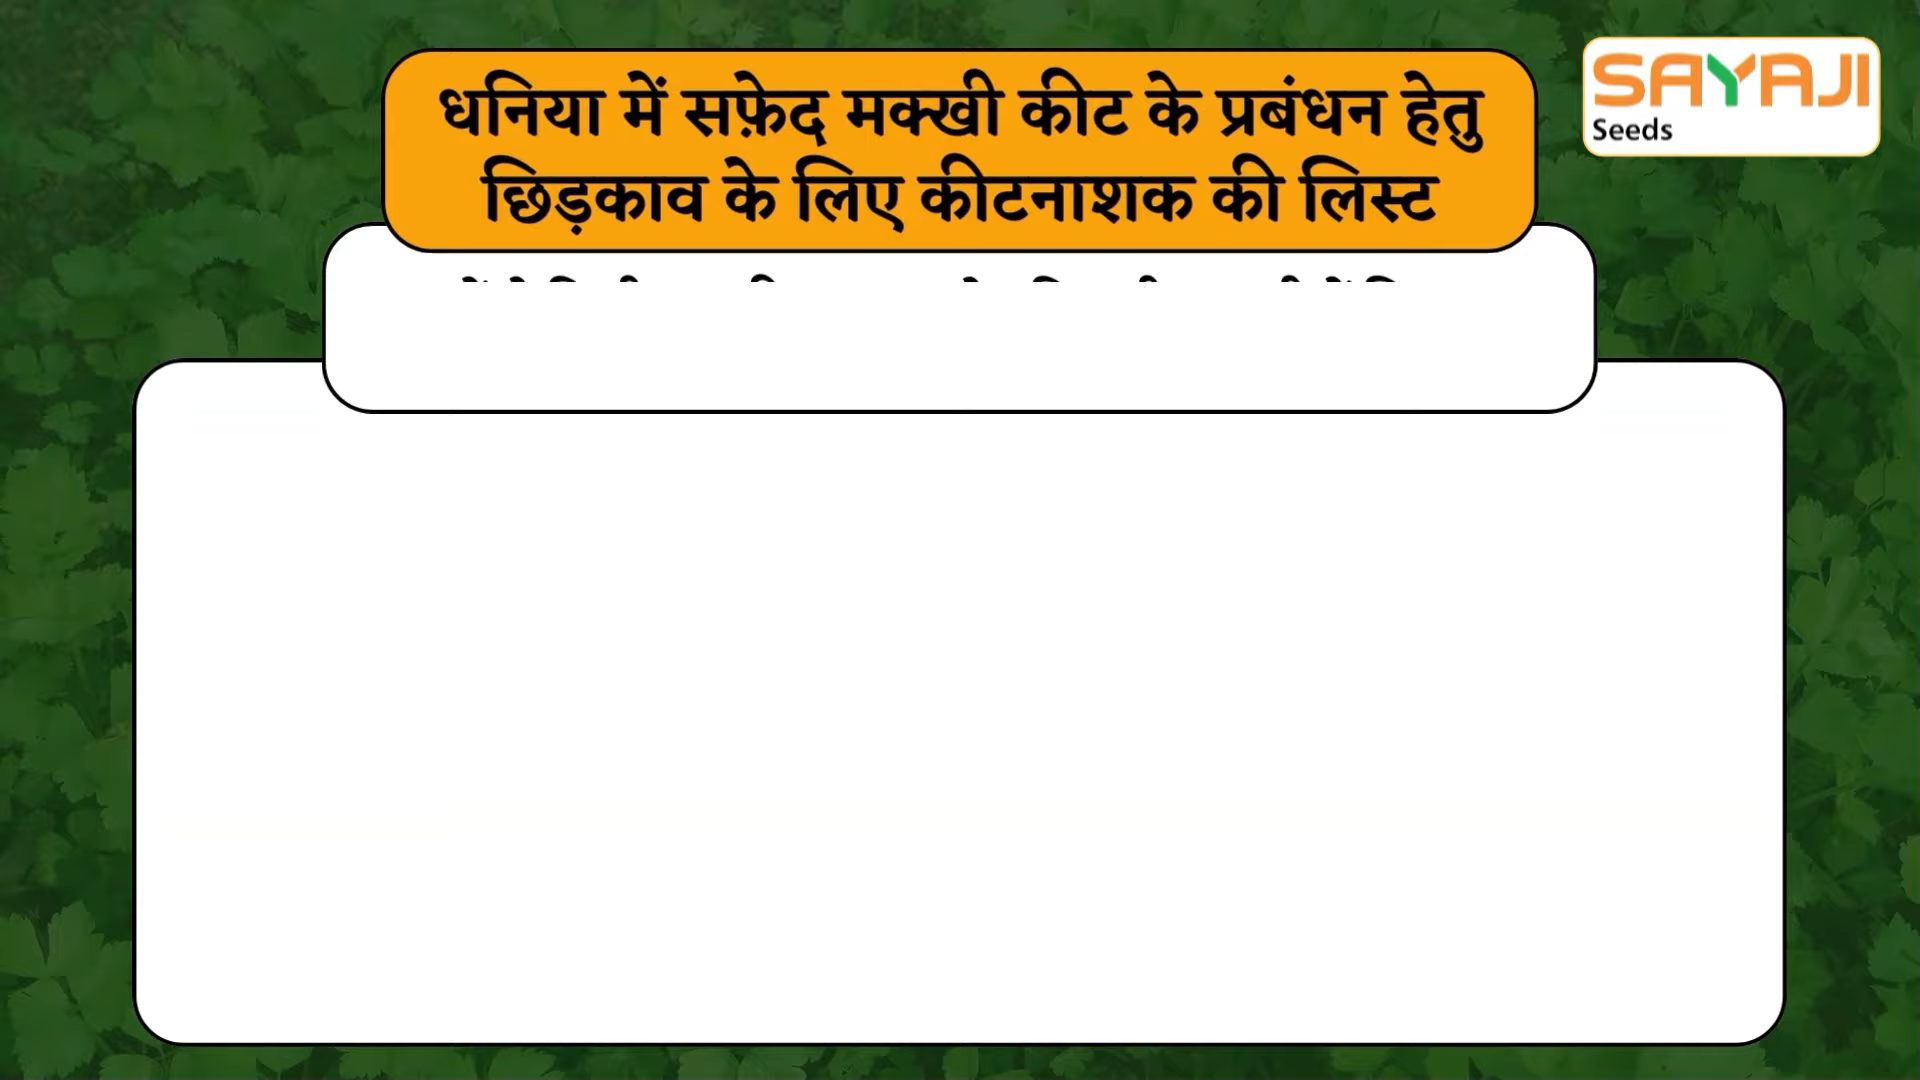 धनिया में सफ़ेद मक्खी कीट के प्रबंधन हेतु
छिड़काव के लिए कीटनाशक की लिस्ट
SAYAJI
Seeds